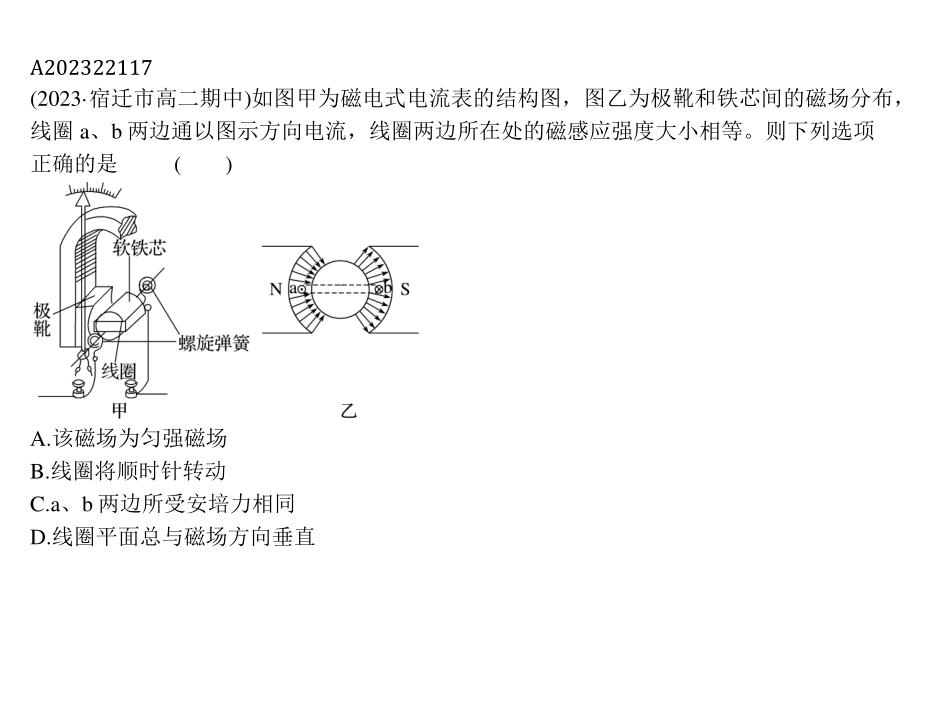 A202322117
(2023·宿迁市高二期中)如图甲为磁电式电流表的结构图，图乙为极靴和铁芯间的磁场分布，
线圈 a、b 两边通以图示方向电流，线圈两边所在处的磁感应强度大小相等。则下列选项
正确的是 ( )
软铁芯
极
靴
螺旋弹簧
线圈
甲
N a b S
乙
A.该磁场为匀强磁场
B.线圈将顺时针转动
C.a、b 两边所受安培力相同
D.线圈平面总与磁场方向垂直